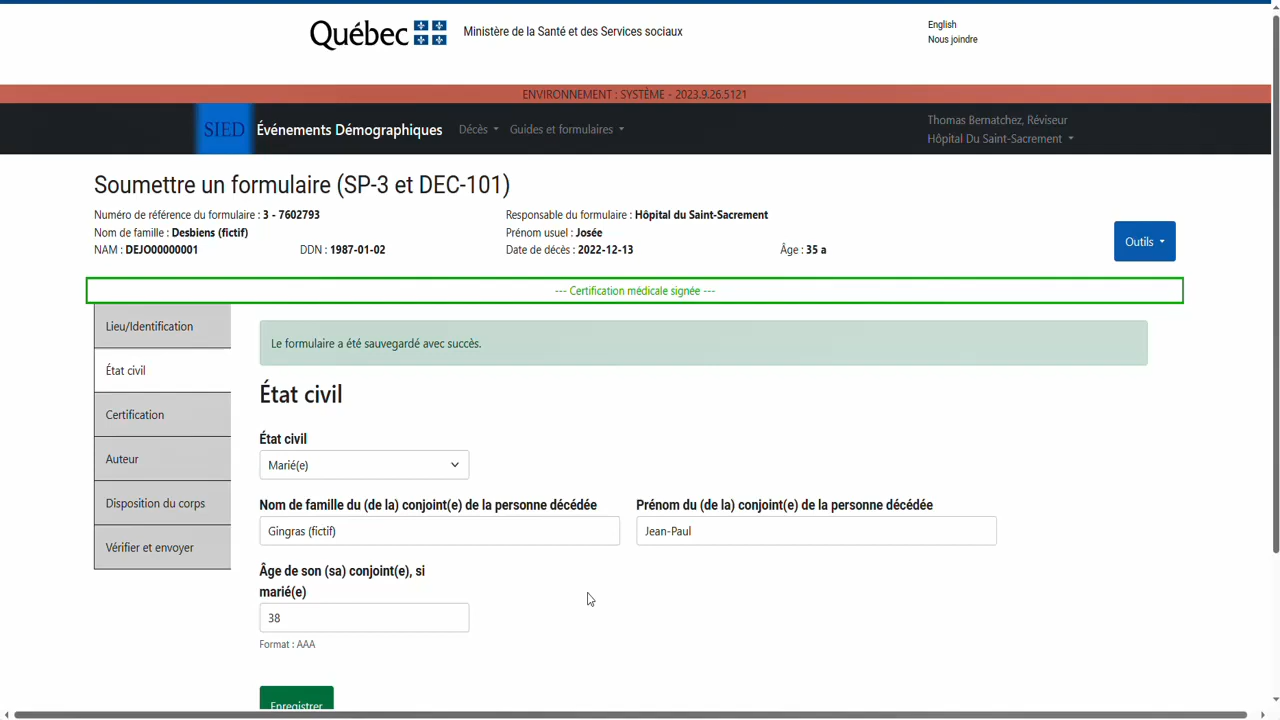 Québec
Ministère de la Santé et des Services sociaux
English
Nous joindre
ENVIRONNEMENT : SYSTÈME - 2023.9.26.5121
SIED
Événements Démographiques
Décès
Guides et formulaires
Thomas Bernatchez, Réviseur
Hôpital Du Saint-Sacrement
Soumettre un formulaire (SP-3 et DEC-101)
Numéro de référence du formulaire : 3 - 7602793
Responsable du formulaire : Hôpital du Saint-Sacrement
Nom de famille : Desbiens (fictif)
Prénom usuel : Josée
NAM : DEJO00000001
DDN : 1987-01-02
Date de décès : 2022-12-13
Âge : 35 a
Outils
--- Certification médicale signée ---
Lieu/Identification
État civil
Certification
Auteur
Disposition du corps
Vérifier et envoyer
Le formulaire a été sauvegardé avec succès.
État civil
État civil
Marié(e)
Nom de famille du (de la) conjoint(e) de la personne décédée
Prénom du (de la) conjoint(e) de la personne décédée
Gingras (fictif)
Jean-Paul
Âge de son (sa) conjoint(e), si
marié(e)
38
Format : AAA
Enregistrer